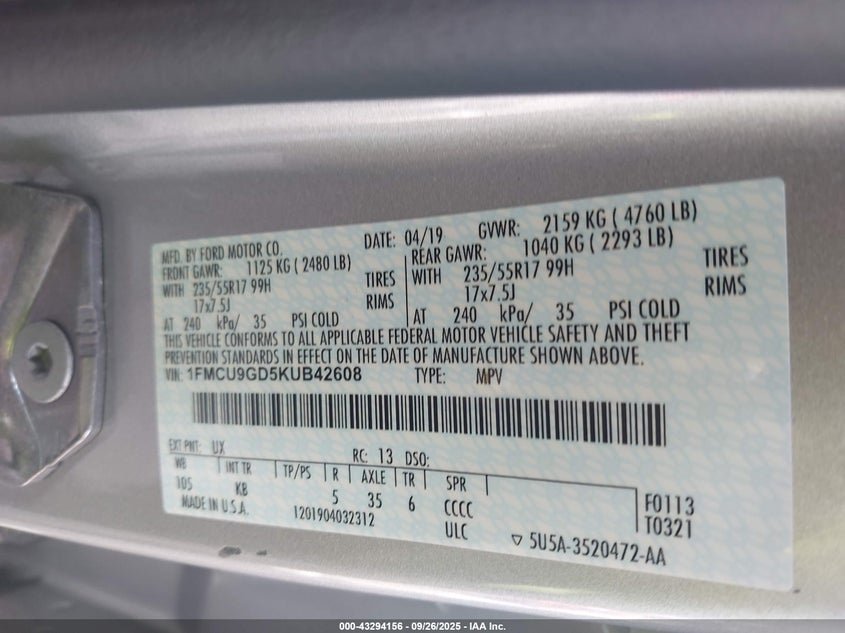 MFD. BY FORD MOTOR CO. DATE: 04/19 GVWR: 2159 KG ( 4760 LB)
FRONT GAWR: 1125 KG ( 2480 LB) REAR GAWR: 1040 KG ( 2293 LB)
WITH 235/55R17 99H TIRES WITH 235/55R17 99H TIRES
17x7.5J RIMS 17x7.5J RIMS
AT 240 kPa/ 35 PSI COLD AT 240 kPa/ 35 PSI COLD
THIS VEHICLE CONFORMS TO ALL APPLICABLE FEDERAL MOTOR VEHICLE SAFETY AND THEFT
PREVENTION STANDARDS IN EFFECT ON THE DATE OF MANUFACTURE SHOWN ABOVE.
VIN: 1FMCU9GD5KUB42608 TYPE: MPV
EXT PNT: UX RC: 13 DSO:
WB INT TR TP/PS R AXLE TR SPR
105 KB 5 35 6 CCCC F0113
MADE IN U.S.A. 1201904032312 ULC T0321
▽ 5U5A-3520472-AA
000-43294156 - 09/26/2025 - IAA Inc.